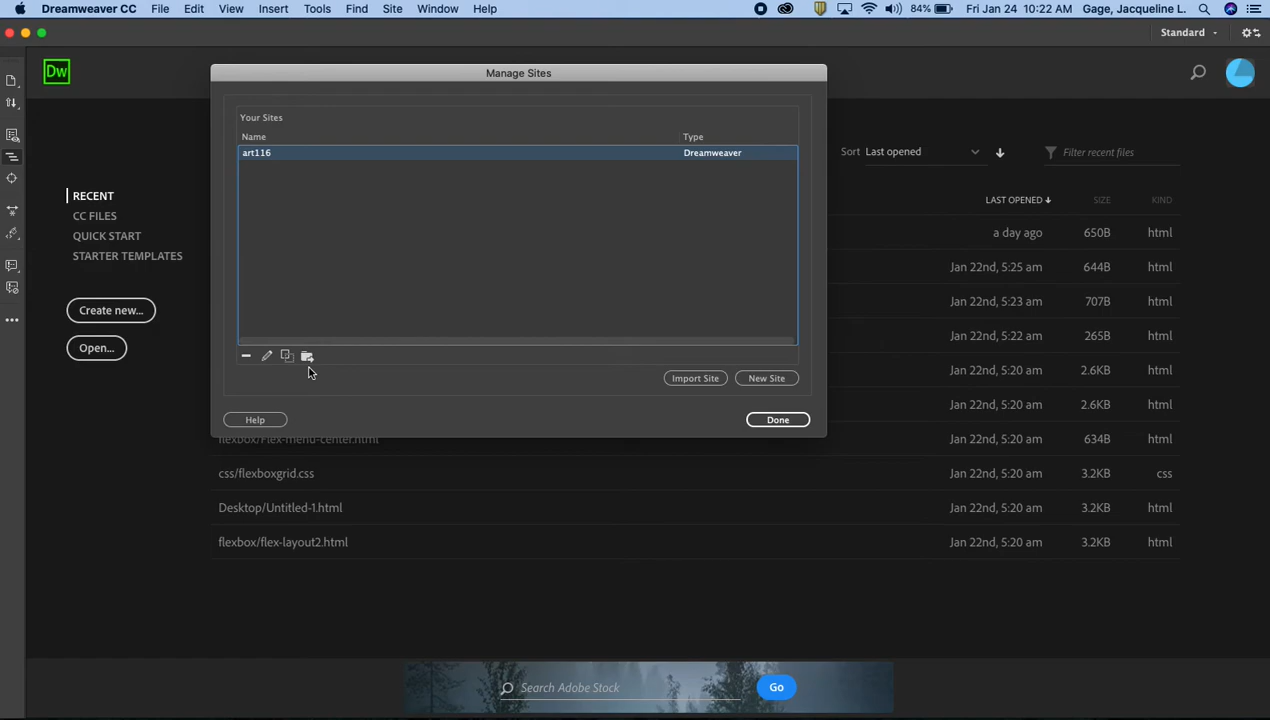 Dreamweaver CC File Edit View Insert Tools Find Site Window Help 84% Fri Jan 24 10:22 AM Gage, Jacqueline L.
Standard
Dw
Manage Sites
Your Sites
Name Type
art116 Dreamweaver
Import Site New Site
Help Done
RECENT
CC FILES
QUICK START
STARTER TEMPLATES
Create new...
Open...
Sort Last opened Filter recent files
LAST OPENED SIZE KIND
a day ago 650B html
Jan 22nd, 5:25 am 644B html
Jan 22nd, 5:23 am 707B html
Jan 22nd, 5:22 am 265B html
Jan 22nd, 5:20 am 2.6KB html
Jan 22nd, 5:20 am 2.6KB html
flexbox/Flex-menu-center.html Jan 22nd, 5:20 am 634B html
css/flexboxgrid.css Jan 22nd, 5:20 am 3.2KB css
Desktop/Untitled-1.html Jan 22nd, 5:20 am 3.2KB html
flexbox/flex-layout2.html Jan 22nd, 5:20 am 3.2KB html
Search Adobe Stock Go